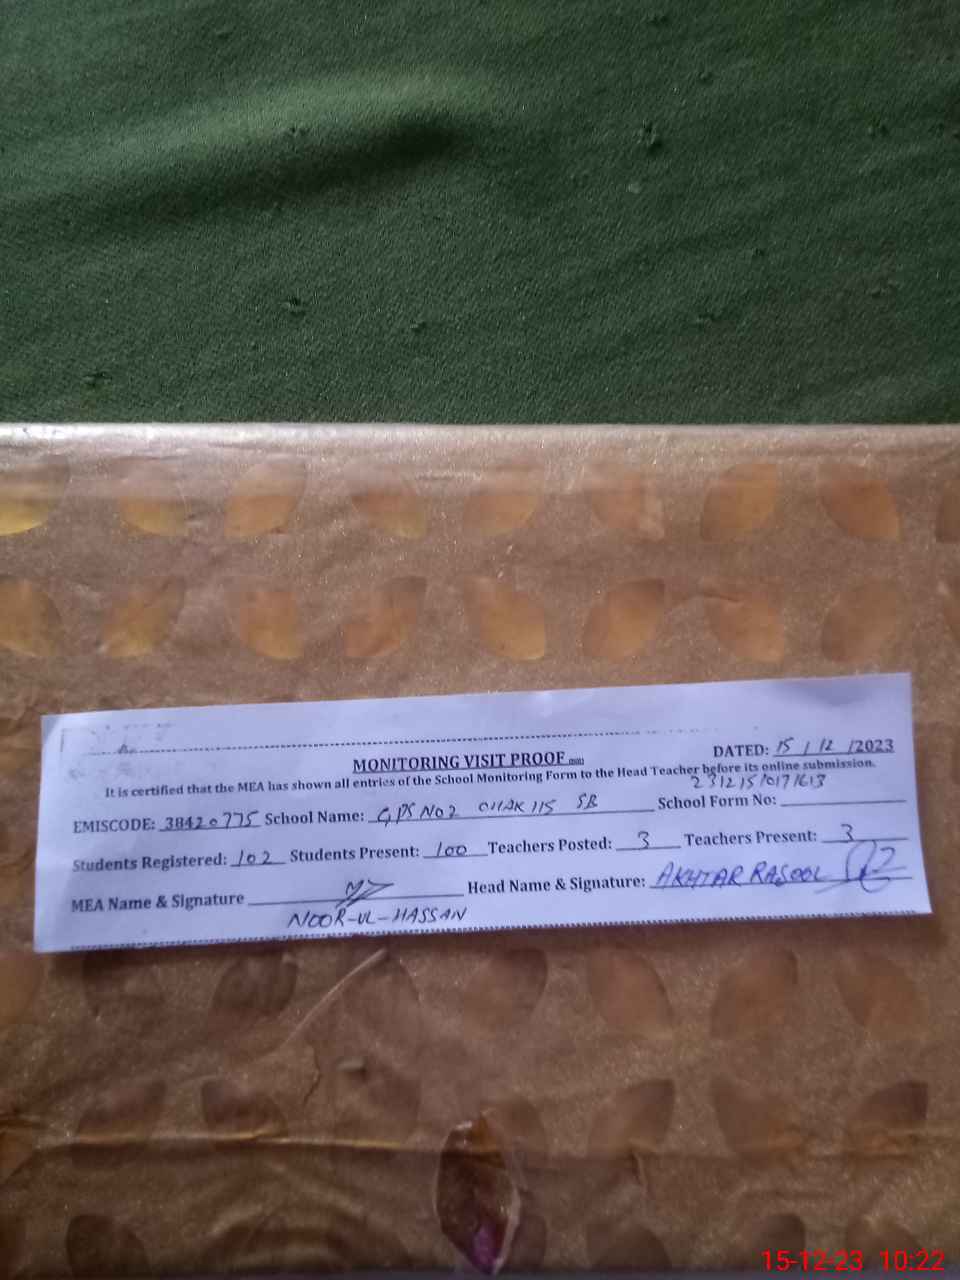 DATED: 15 / 12 /2023
MONITORING VISIT PROOF
It is certified that the MEA has shown all entries of the School Monitoring Form to the Head Teacher before its online submission.
EMISCODE: 38420775 School Name: GPS No 2 CHAK 115 SB School Form No: 23121510171613
Students Registered: 102 Students Present: 100 Teachers Posted: 3 Teachers Present: 3
MEA Name & Signature Head Name & Signature: AKHTAR RASOOL
NOOR-UL-HASSAN
15-12-23 10:22